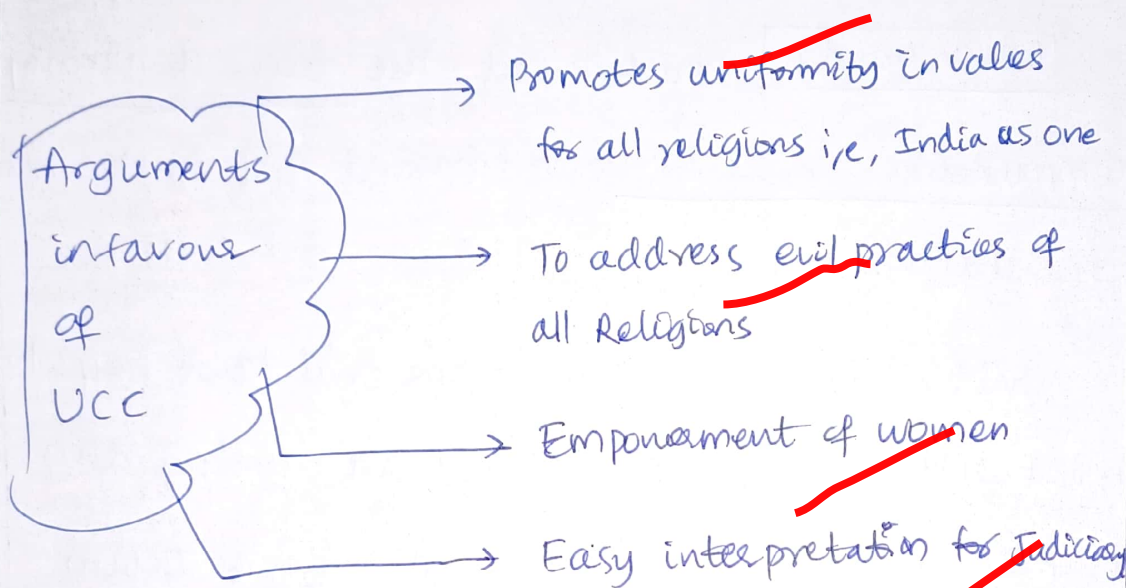 Promotes uniformity in values
for all religions i,e, India as one
Arguments
infavour
of
UCC
To address evil practices of
all Religions
Empowerment of women
Easy interpretation for Judiciary